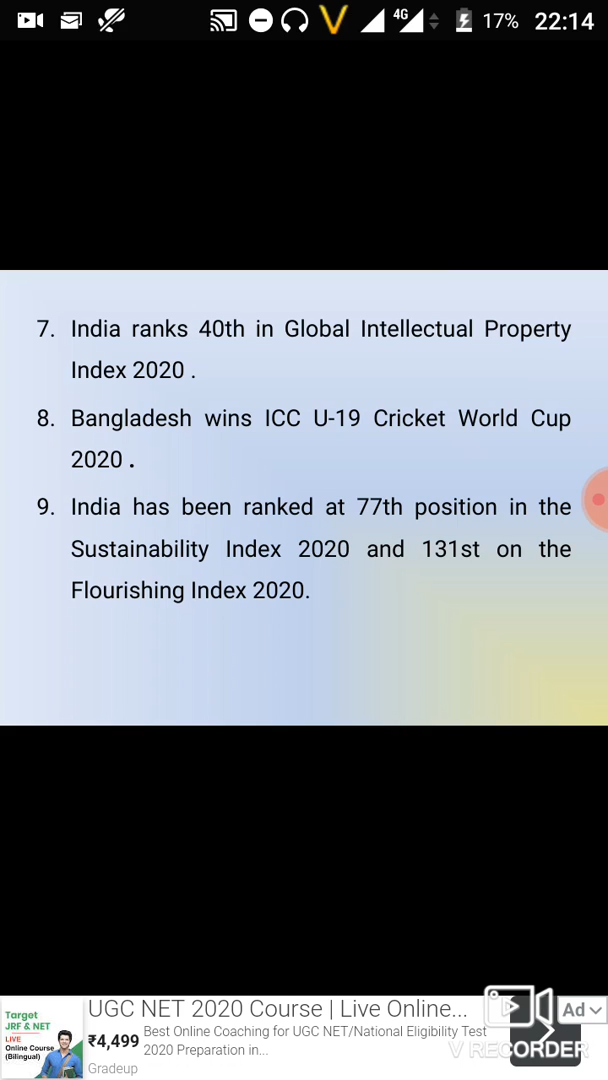 4G 17% 22:14
7. India ranks 40th in Global Intellectual Property
Index 2020 .
8. Bangladesh wins ICC U-19 Cricket World Cup
2020 .
9. India has been ranked at 77th position in the
Sustainability Index 2020 and 131st on the
Flourishing Index 2020.
Target
JRF & NET
LIVE
Online Course
(Bilingual)
UGC NET 2020 Course | Live Online...
₹4,499
Best Online Coaching for UGC NET/National Eligibility Test
2020 Preparation in...
Gradeup
Ad
V RECORDER